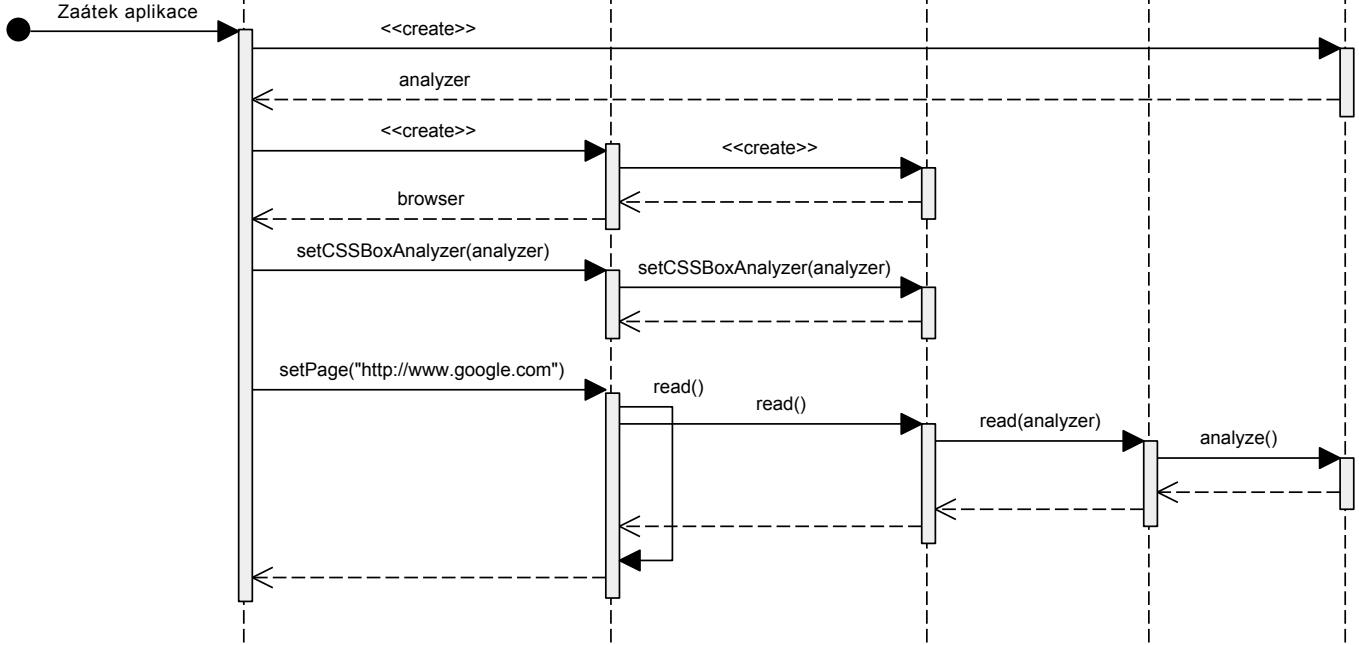 Zaátek aplikace
<<create>>
analyzer
<<create>>
<<create>>
browser
setCSSBoxAnalyzer(analyzer)
setCSSBoxAnalyzer(analyzer)
setPage("http://www.google.com")
read()
read()
read(analyzer)
analyze()